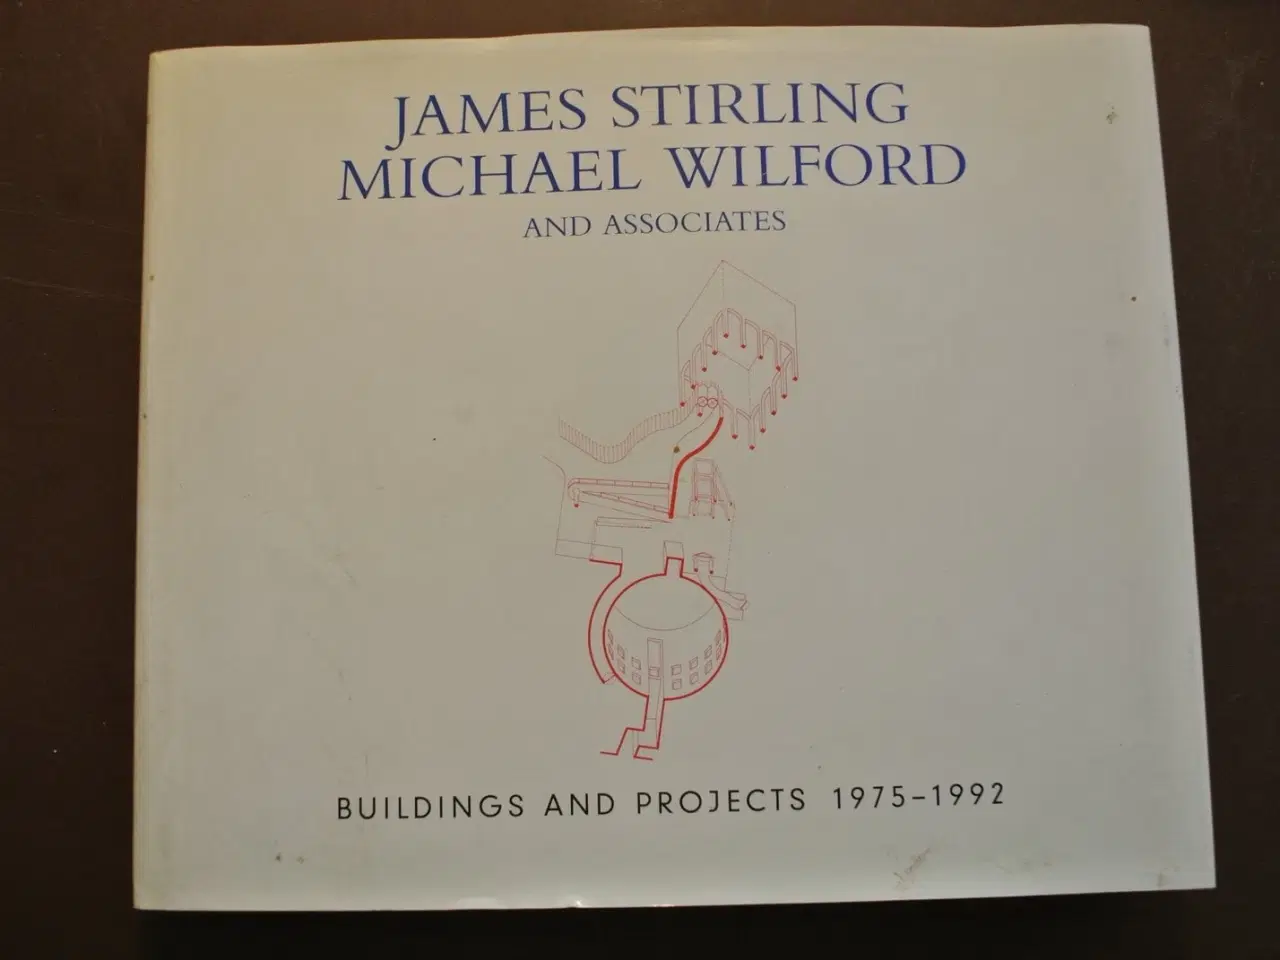 JAMES STIRLING
MICHAEL WILFORD
AND ASSOCIATES
BUILDINGS AND PROJECTS 1975–1992